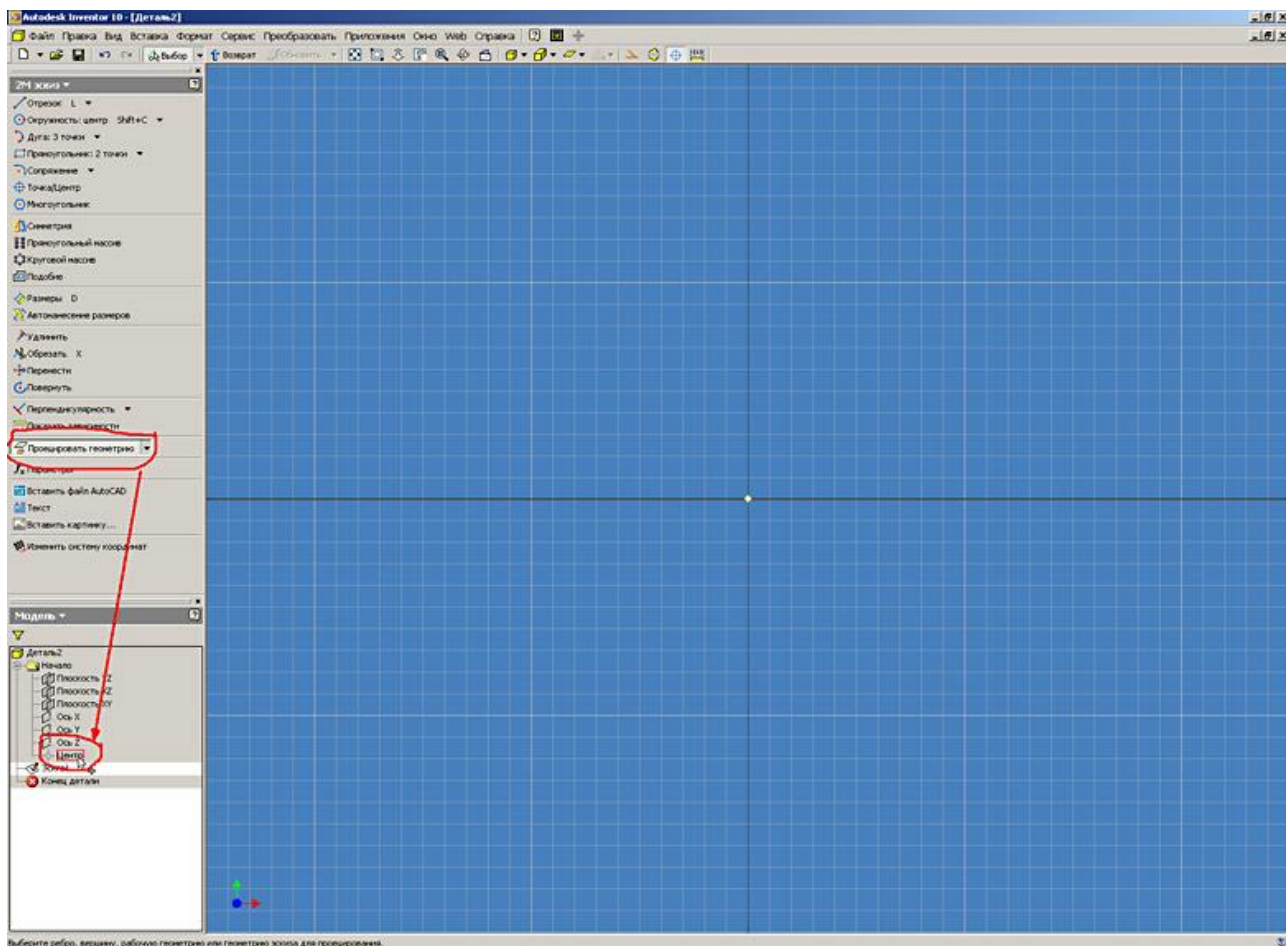 Autodesk Inventor 10 - [Деталь2]
Файл Правка Вид Вставка Формат Сервис Преобразовать Приложения Окно Web Справка
Выбор Возврат Обновить
2М эскиз
Отрезок L
Окружность: центр Shift+C
Дуга: 3 точки
Прямоугольник: 2 точки
Сопряжение
Точка/Центр
Многоугольник
Симметрия
Прямоугольный массив
Круговой массив
Подобие
Размеры D
Автонанесение размеров
Удлинить
Обрезать X
Перенести
Повернуть
Перпендикулярность
Показать зависимости
Проецировать геометрию
Параметры
Вставить файл AutoCAD
Текст
Вставить картинку...
Изменить систему координат
Модель
Деталь2
Начало
Плоскость YZ
Плоскость XZ
Плоскость XY
Ось X
Ось Y
Ось Z
Центр
Конец детали
Выберите ребро, вершину, рабочую геометрию или геометрию эскиза для проецирования.